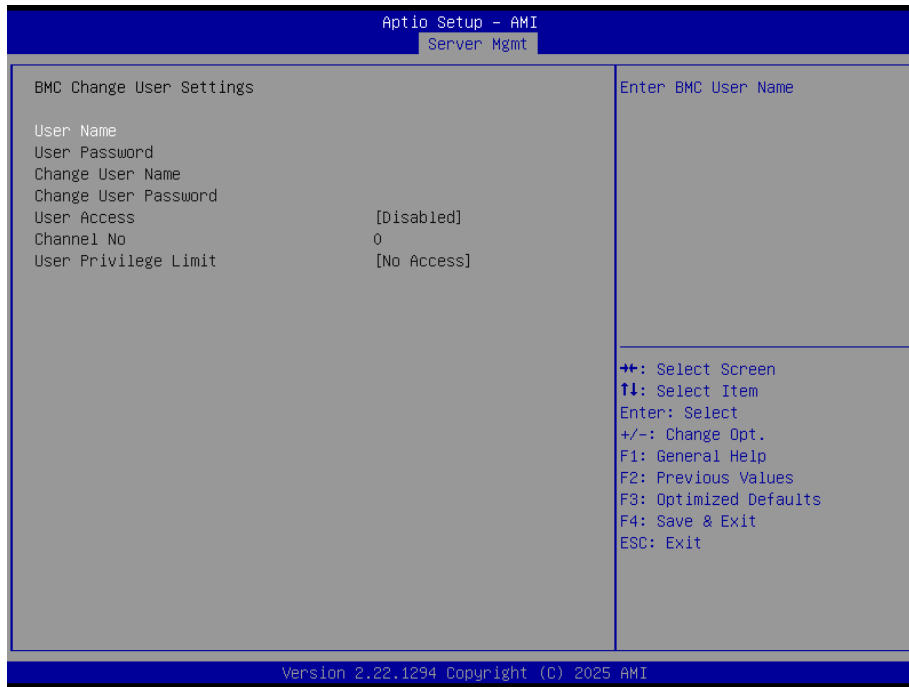 Aptio Setup – AMI
Server Mgmt
BMC Change User Settings
User Name
User Password
Change User Name
Change User Password
User Access [Disabled]
Channel No 0
User Privilege Limit [No Access]
Enter BMC User Name
→←: Select Screen
↑↓: Select Item
Enter: Select
+/-: Change Opt.
F1: General Help
F2: Previous Values
F3: Optimized Defaults
F4: Save & Exit
ESC: Exit
Version 2.22.1294 Copyright (C) 2025 AMI